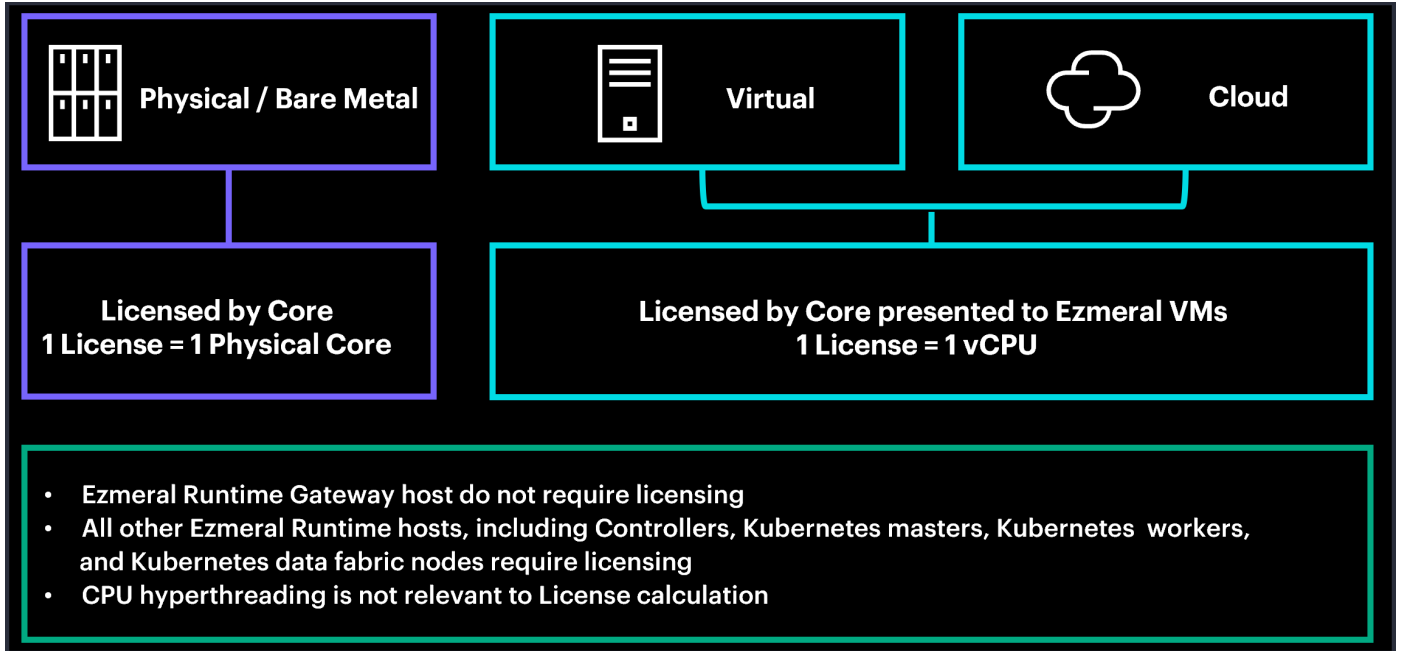 Physical / Bare Metal
Virtual
Cloud
Licensed by Core
1 License = 1 Physical Core
Licensed by Core presented to Ezmeral VMs
1 License = 1 vCPU
• Ezmeral Runtime Gateway host do not require licensing
• All other Ezmeral Runtime hosts, including Controllers, Kubernetes masters, Kubernetes workers,
and Kubernetes data fabric nodes require licensing
• CPU hyperthreading is not relevant to License calculation